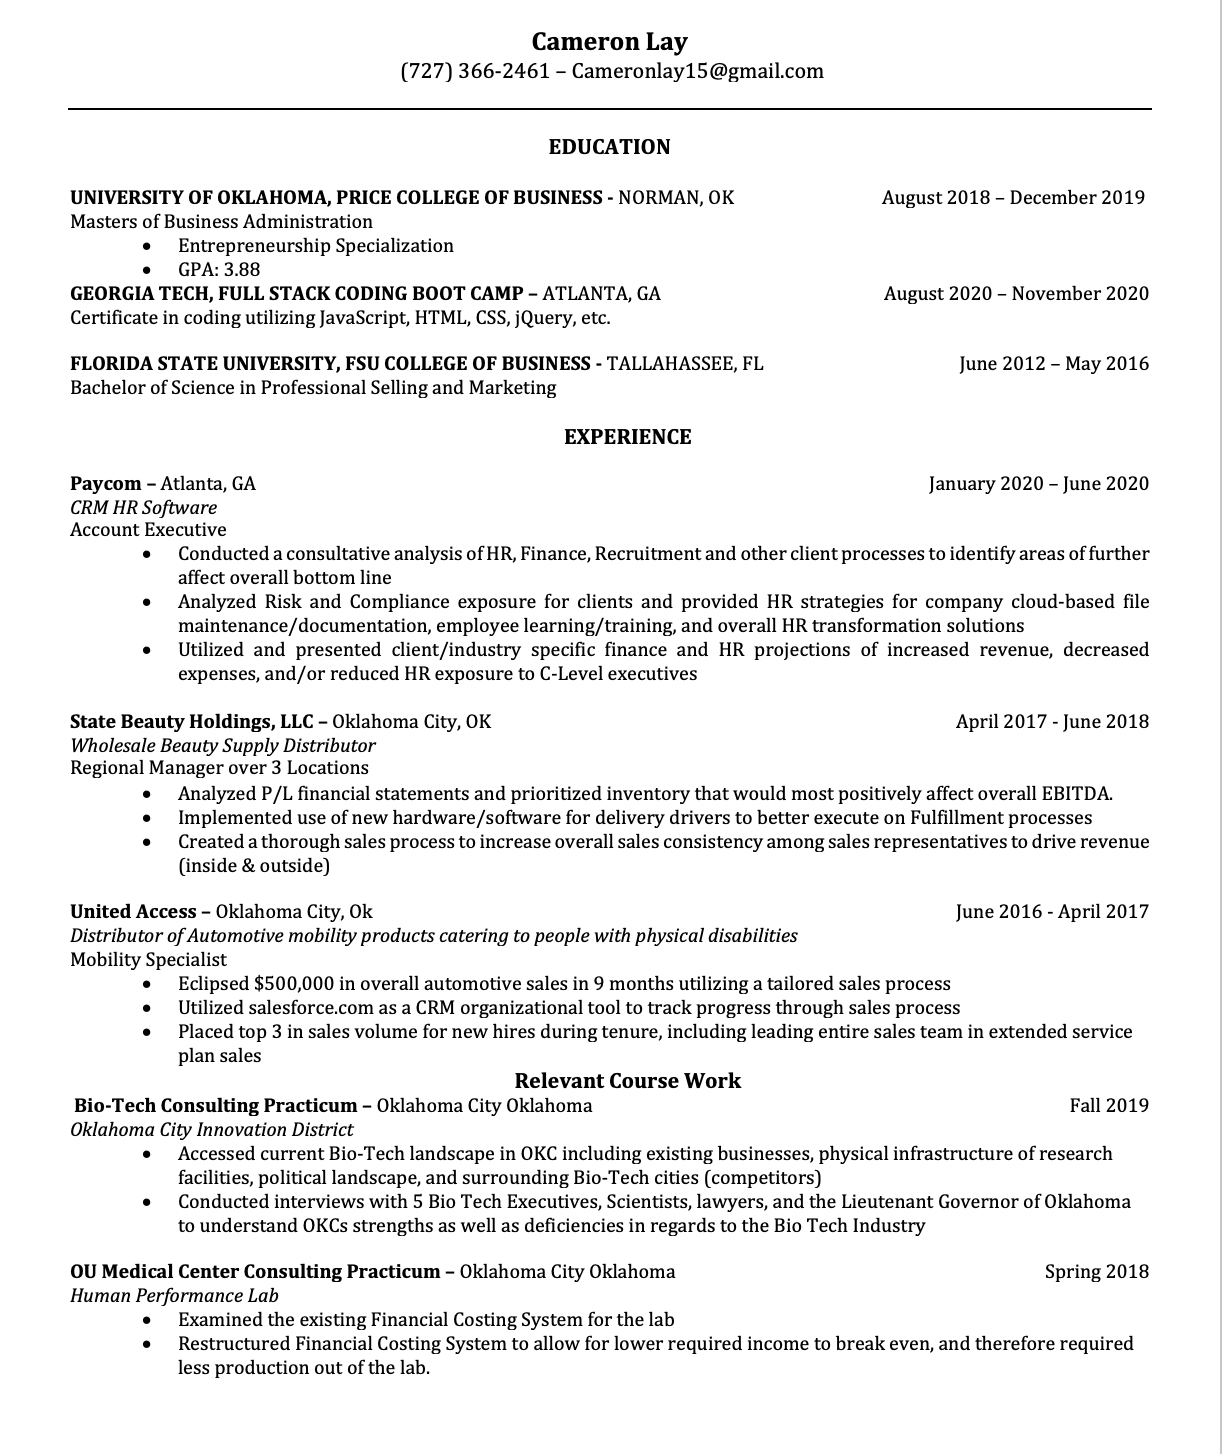 Cameron Lay
(727) 366-2461 – Cameronlay15@gmail.com
EDUCATION
UNIVERSITY OF OKLAHOMA, PRICE COLLEGE OF BUSINESS - NORMAN, OK August 2018 – December 2019
Masters of Business Administration
• Entrepreneurship Specialization
• GPA: 3.88
GEORGIA TECH, FULL STACK CODING BOOT CAMP – ATLANTA, GA August 2020 – November 2020
Certificate in coding utilizing JavaScript, HTML, CSS, jQuery, etc.
FLORIDA STATE UNIVERSITY, FSU COLLEGE OF BUSINESS - TALLAHASSEE, FL June 2012 – May 2016
Bachelor of Science in Professional Selling and Marketing
EXPERIENCE
Paycom – Atlanta, GA January 2020 – June 2020
CRM HR Software
Account Executive
• Conducted a consultative analysis of HR, Finance, Recruitment and other client processes to identify areas of further
affect overall bottom line
• Analyzed Risk and Compliance exposure for clients and provided HR strategies for company cloud-based file
maintenance/documentation, employee learning/training, and overall HR transformation solutions
• Utilized and presented client/industry specific finance and HR projections of increased revenue, decreased
expenses, and/or reduced HR exposure to C-Level executives
State Beauty Holdings, LLC – Oklahoma City, OK April 2017 - June 2018
Wholesale Beauty Supply Distributor
Regional Manager over 3 Locations
• Analyzed P/L financial statements and prioritized inventory that would most positively affect overall EBITDA.
• Implemented use of new hardware/software for delivery drivers to better execute on Fulfillment processes
• Created a thorough sales process to increase overall sales consistency among sales representatives to drive revenue
(inside & outside)
United Access – Oklahoma City, Ok June 2016 - April 2017
Distributor of Automotive mobility products catering to people with physical disabilities
Mobility Specialist
• Eclipsed $500,000 in overall automotive sales in 9 months utilizing a tailored sales process
• Utilized salesforce.com as a CRM organizational tool to track progress through sales process
• Placed top 3 in sales volume for new hires during tenure, including leading entire sales team in extended service
plan sales
Relevant Course Work
Bio-Tech Consulting Practicum – Oklahoma City Oklahoma Fall 2019
Oklahoma City Innovation District
• Accessed current Bio-Tech landscape in OKC including existing businesses, physical infrastructure of research
facilities, political landscape, and surrounding Bio-Tech cities (competitors)
• Conducted interviews with 5 Bio Tech Executives, Scientists, lawyers, and the Lieutenant Governor of Oklahoma
to understand OKCs strengths as well as deficiencies in regards to the Bio Tech Industry
OU Medical Center Consulting Practicum – Oklahoma City Oklahoma Spring 2018
Human Performance Lab
• Examined the existing Financial Costing System for the lab
• Restructured Financial Costing System to allow for lower required income to break even, and therefore required
less production out of the lab.